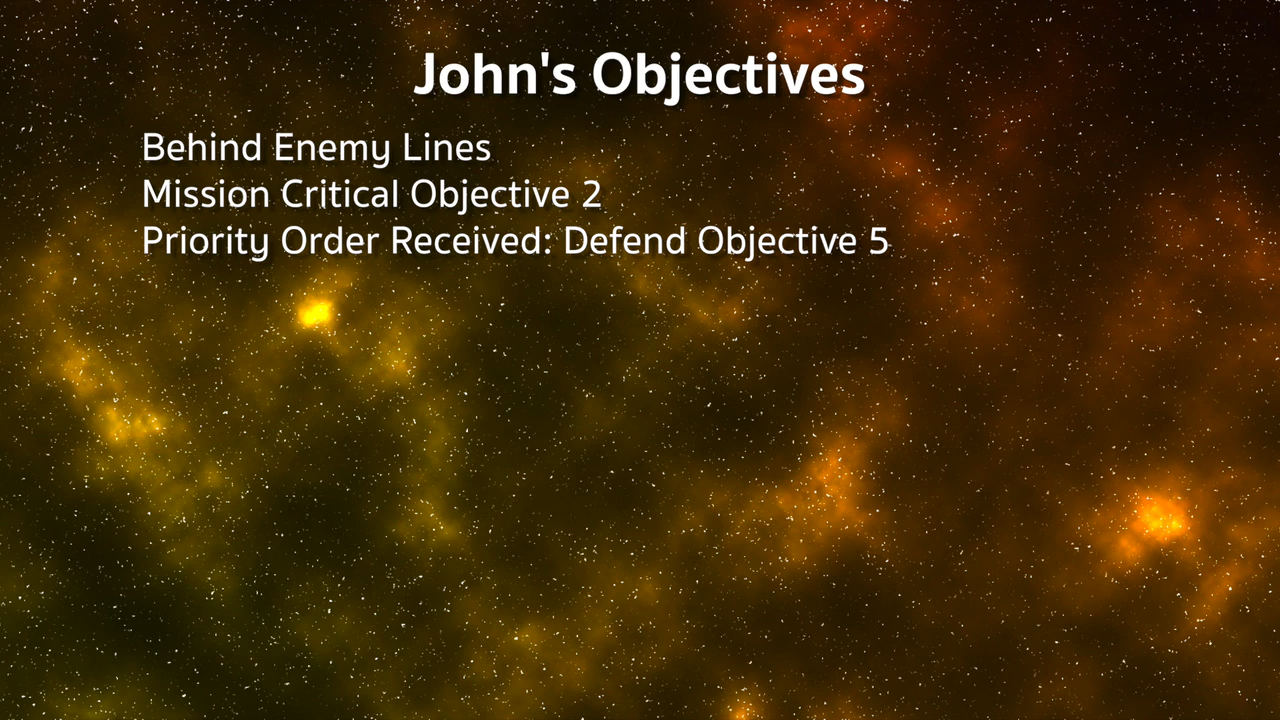 John's Objectives
Behind Enemy Lines
Mission Critical Objective 2
Priority Order Received: Defend Objective 5